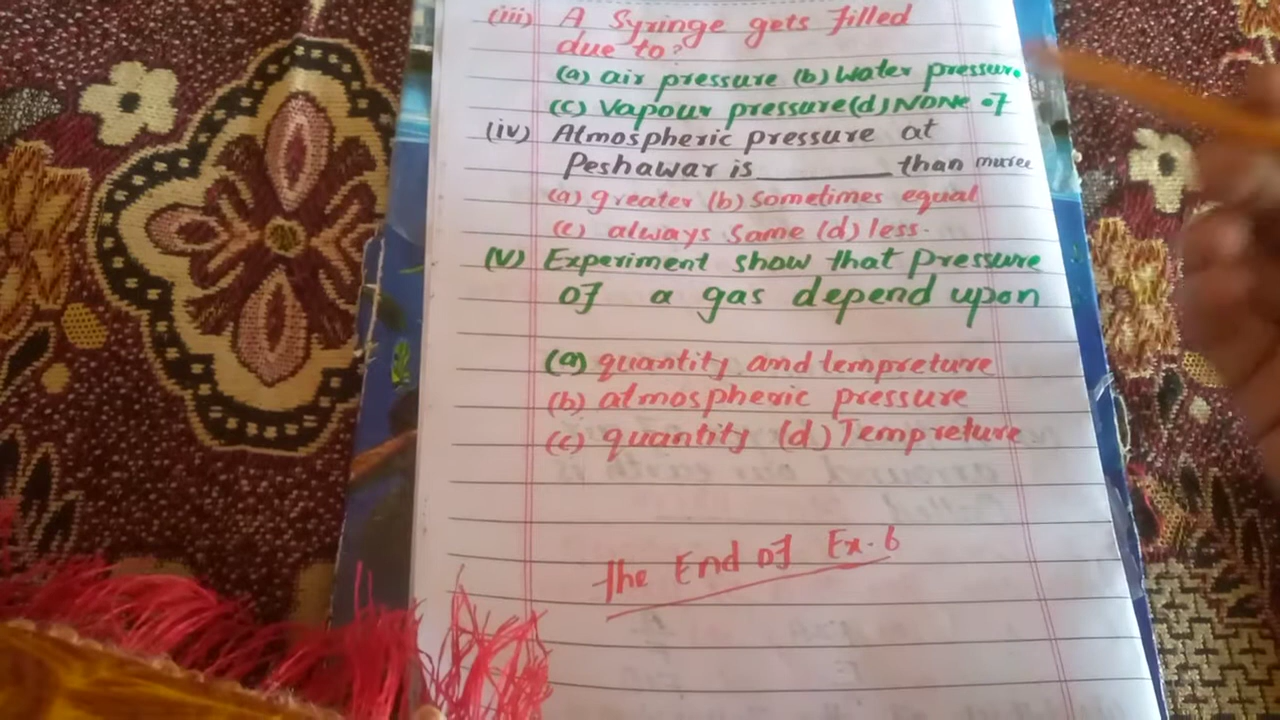 (iii) A Syringe gets filled
due to?
(a) air pressure (b) Water pressure
(c) Vapour pressure (d) NONE of
(iv) Atmospheric pressure at
Peshawar is ________ than muree
(a) greater (b) Sometimes equal
(c) always same (d) less.
(v) Experiment show that pressure
of a gas depend upon
(a) quantity and tempreture
(b) atmospheric pressure
(c) quantity (d) Tempreture
The End of Ex. 6